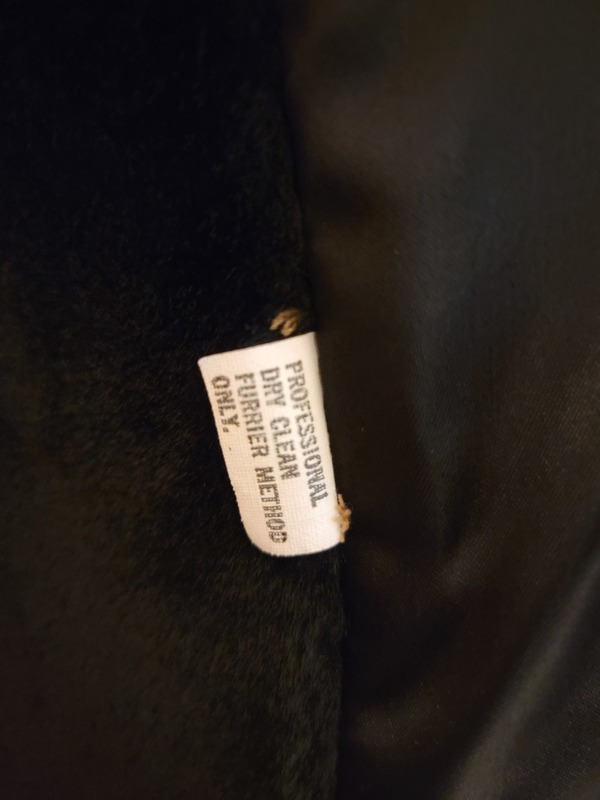 PROFESSIONAL
DRY CLEAN
FURRIER METHOD
ONLY.